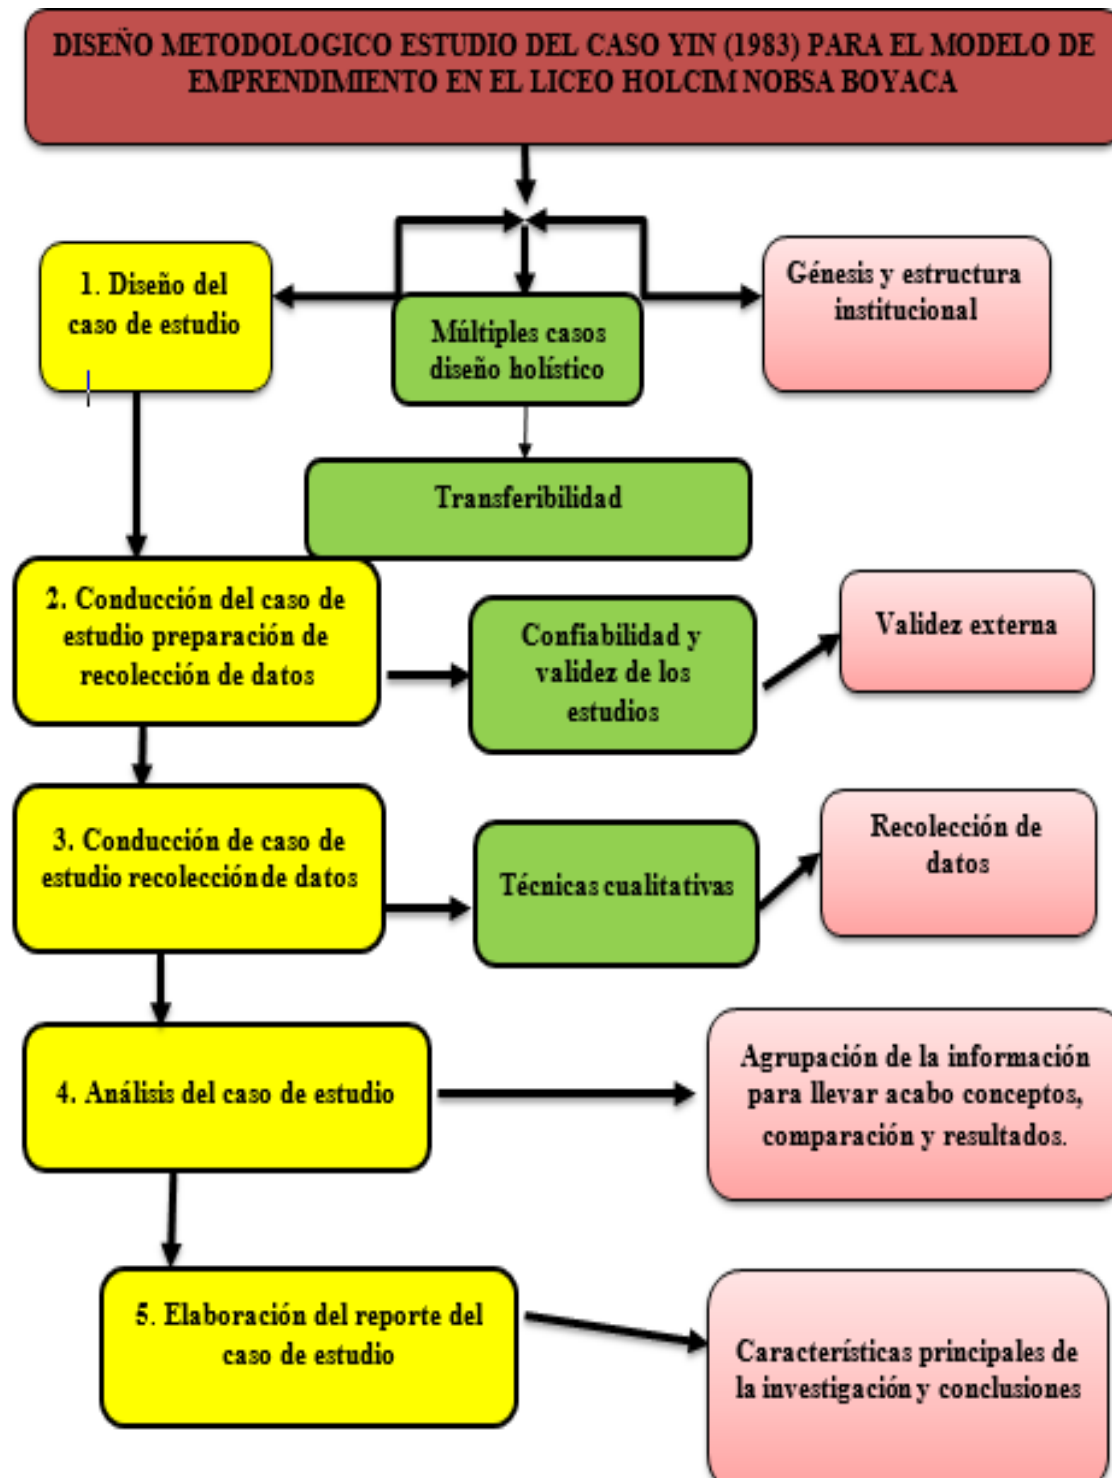 DISEÑO METODOLOGICO ESTUDIO DEL CASO YIN (1983) PARA EL MODELO DE
EMPRENDIMIENTO EN EL LICEO HOLCIM NOBSA BOYACA
1. Diseño del
caso de estudio
Múltiples casos
diseño holístico
Génesis y estructura
institucional
Transferibilidad
2. Conducción del caso de
estudio preparación de
recolección de datos
Confiabilidad y
validez de los
estudios
Validez externa
3. Conducción de caso de
estudio recolección de datos
Técnicas cualitativas
Recolección de
datos
4. Análisis del caso de estudio
Agrupación de la información
para llevar acabo conceptos,
comparación y resultados.
5. Elaboración del reporte del
caso de estudio
Características principales de
la investigación y conclusiones